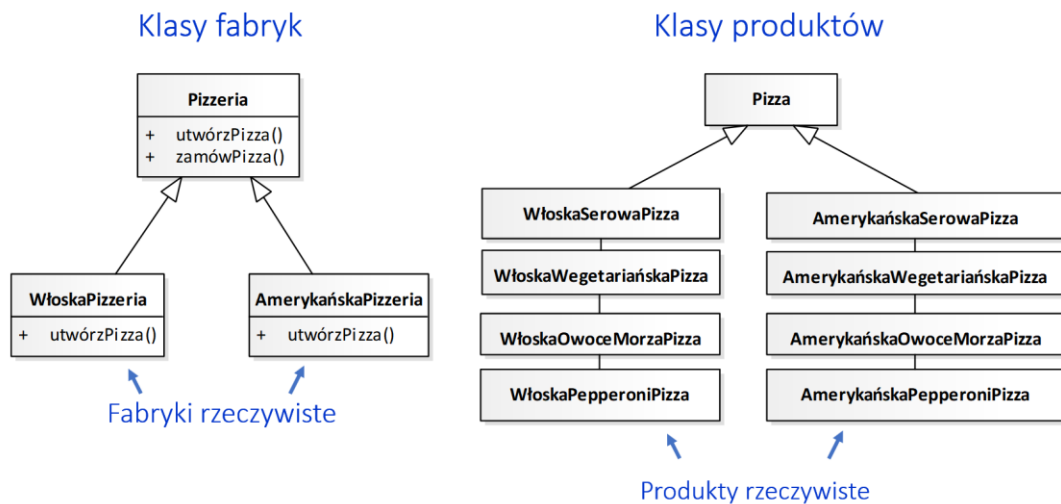 Klasy fabryk
Pizzeria
+ utwórzPizza()
+ zamówPizza()
WłoskaPizzeria
+ utwórzPizza()
AmerykańskaPizzeria
+ utwórzPizza()
Fabryki rzeczywiste
Klasy produktów
Pizza
WłoskaSerowaPizza
WłoskaWegetariańskaPizza
WłoskaOwoceMorzaPizza
WłoskaPepperoniPizza
AmerykańskaSerowaPizza
AmerykańskaWegetariańskaPizza
AmerykańskaOwoceMorzaPizza
AmerykańskaPepperoniPizza
Produkty rzeczywiste